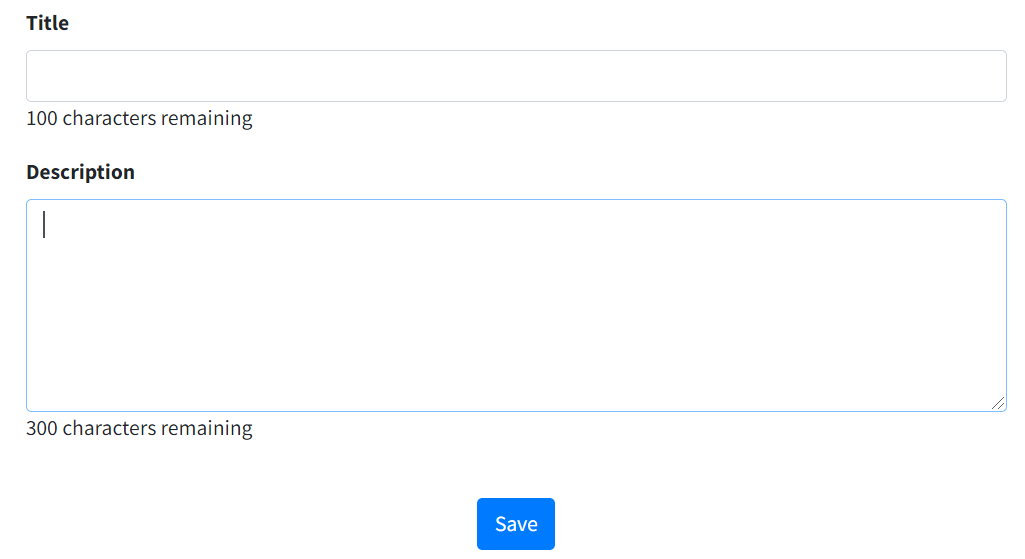 Title
100 characters remaining
Description
300 characters remaining
Save